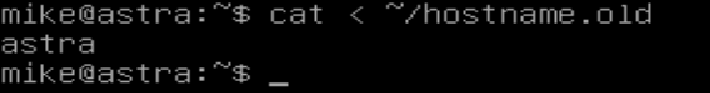 mike@astra:~$ cat < ~/hostname.old
astra
mike@astra:~$ _